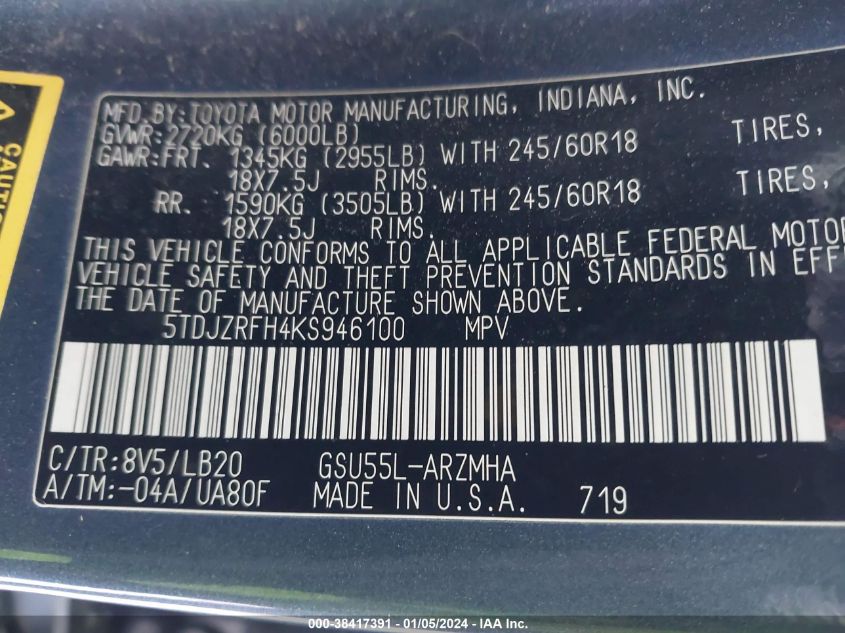 MFD.BY:TOYOTA MOTOR MANUFACTURING, INDIANA, INC.
GVWR:2720KG (6000LB)
GAWR:FRT. 1345KG (2955LB) WITH 245/60R18 TIRES,
18X7.5J RIMS.
RR. 1590KG (3505LB) WITH 245/60R18 TIRES,
18X7.5J RIMS.
THIS VEHICLE CONFORMS TO ALL APPLICABLE FEDERAL MOTOR
VEHICLE SAFETY AND THEFT PREVENTION STANDARDS IN EFF
THE DATE OF MANUFACTURE SHOWN ABOVE.
5TDJZRFH4KS946100 MPV
C/TR:8V5/LB20 GSU55L-ARZMHA
A/TM:-04A/UA80F MADE IN U.S.A. 719
CAUTIO
000-38417391 - 01/05/2024 - IAA Inc.